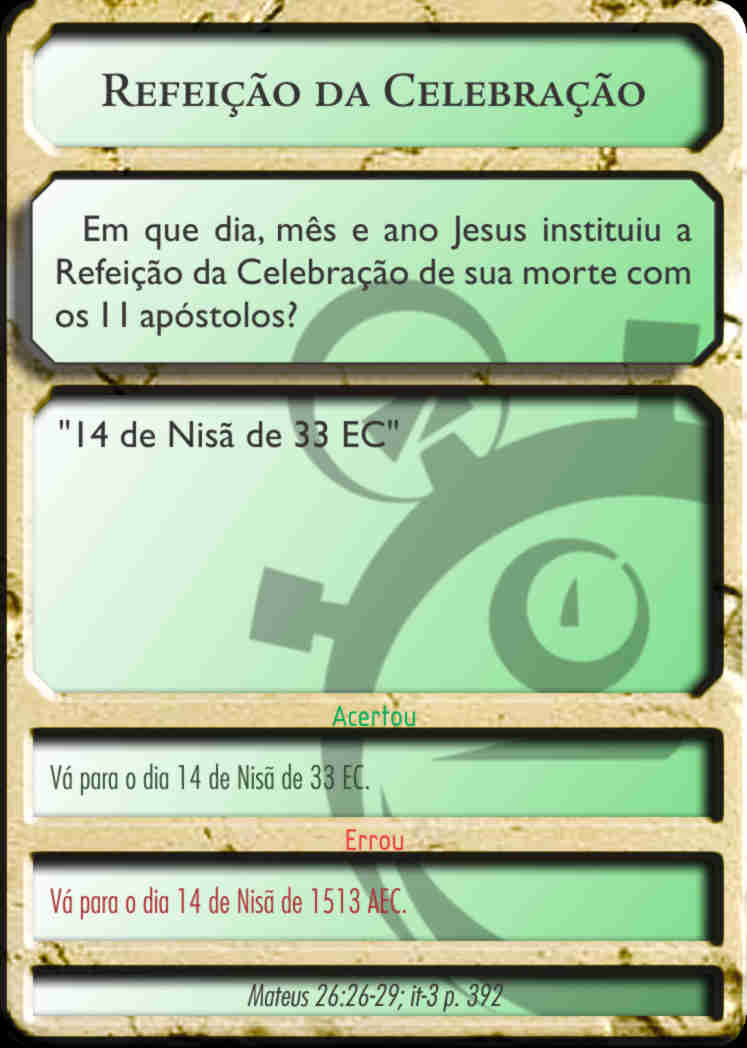 Refeição da Celebração
Em que dia, mês e ano Jesus instituiu a
Refeição da Celebração de sua morte com
os 11 apóstolos?
"14 de Nisã de 33 EC"
Acertou
Vá para o dia 14 de Nisã de 33 EC.
Errou
Vá para o dia 14 de Nisã de 1513 AEC.
Mateus 26:26-29; it-3 p. 392